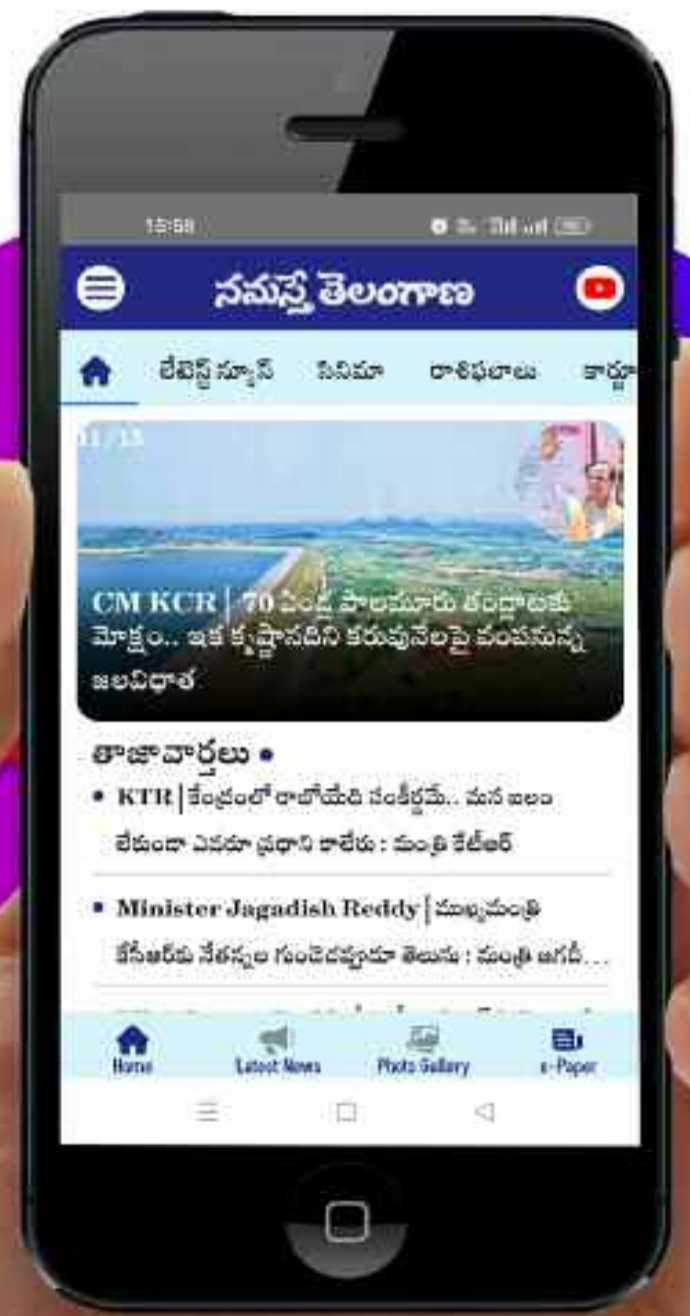 15:58
నమస్తే తెలంగాణ
లేటెస్ట్ న్యూస్ సినిమా రాశిఫలాలు కార్టూ
11/15
CM KCR | 70 ఏండ్ల పాలమూరు తండ్లాటకు
మోక్షం.. ఇక కృష్ణానదిని కరువునేలపై వంపనున్న
జలవిధాత
తాజావార్తలు
KTR | కేంద్రంలో రాబోయేది సంకీర్ణమే.. మన బలం
లేకుండా ఎవరూ ప్రధాని కాలేరు : మంత్రి కేటీఆర్
Minister Jagadish Reddy | ముఖ్యమంత్రి
కేసీఆర్‌కు నేతన్నల గుండెచప్పుడూ తెలుసు : మంత్రి జగదీ...
Home Latest News Photo Gallery e-Paper